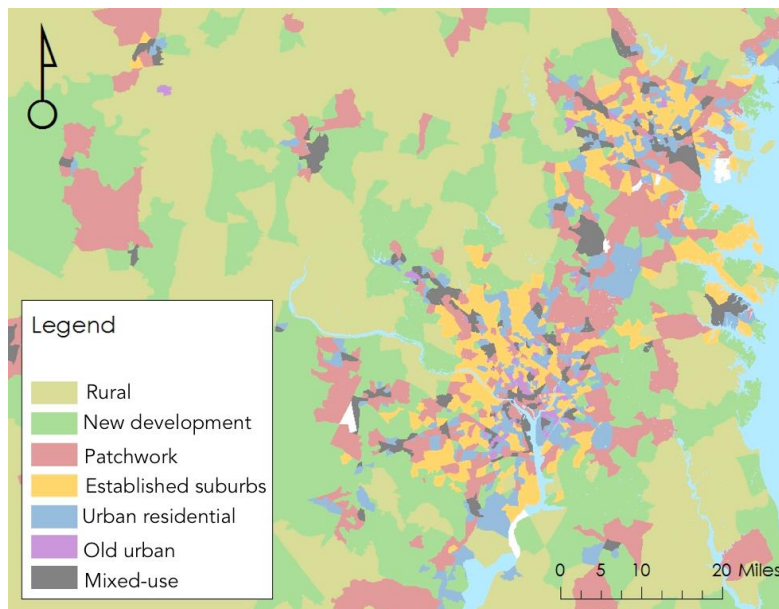 Legend
Rural
New development
Patchwork
Established suburbs
Urban residential
Old urban
Mixed-use
0 5 10 20 Miles